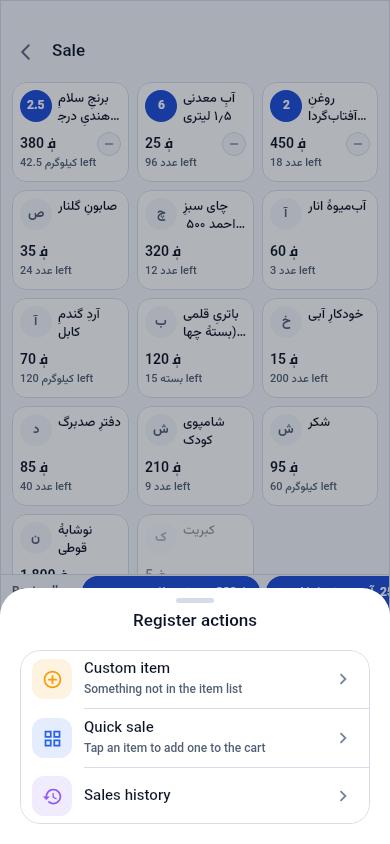 Sale
2.5
برنج سلام
هندیِ درج...
380 ؋
42.5 کیلوگرم left
6
آب معدنی
۱٫۵ لیتری
25 ؋
96 عدد left
2
روغنِ
آفتاب‌گردا...
450 ؋
18 عدد left
ص
صابونِ گلنار
35 ؋
24 عدد left
چ
چای سبزِ
احمد ۵۰۰...
320 ؋
12 عدد left
آ
آب‌میوهٔ انار
60 ؋
3 عدد left
آ
آردِ گندمِ
کابل
70 ؋
120 کیلوگرم left
ب
باتریِ قلمی
(بستهٔ چها...
120 ؋
15 بسته left
خ
خودکارِ آبی
15 ؋
200 عدد left
د
دفترِ صدبرگ
85 ؋
40 عدد left
ش
شامپوی
کودک
210 ؋
9 عدد left
ش
شکر
95 ؋
60 کیلوگرم left
ن
نوشابهٔ
قوطی
ک
کبریت
Register actions
Custom item
Something not in the item list
Quick sale
Tap an item to add one to the cart
Sales history